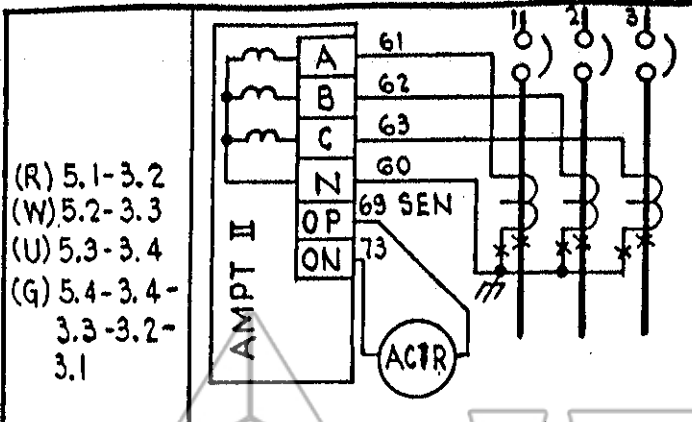 (R) 5.1-3.2
(W) 5.2-3.3
(U) 5.3-3.4
(G) 5.4-3.4-
3.3-3.2-
3.1
AMPT II
A
B
C
N
OP
ON
61
62
63
60
69 SEN
73
ACTR
1
2
3